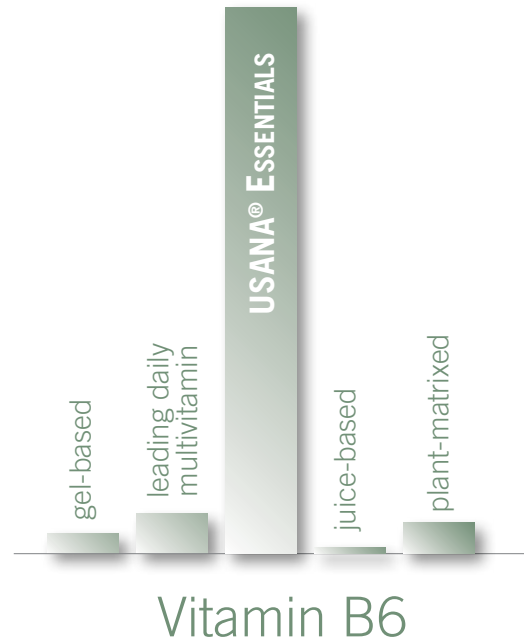 gel-based
leading daily
multivitamin
USANA® ESSENTIALS
juice-based
plant-matrixed
Vitamin B6